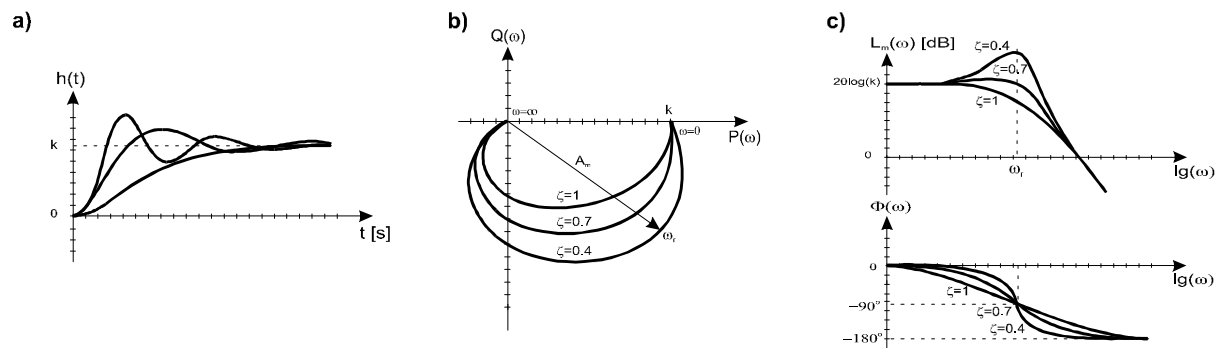 a)
h(t)
k
0
t [s]
b)
Q(ω)
ω=∞
k
ω=0
P(ω)
Aₘ
ζ=1
ζ=0.7
ζ=0.4
ωᵣ
c)
Lₘ(ω) [dB]
ζ=0.4
20log(k)
ζ=0.7
ζ=1
0
ωᵣ
lg(ω)
Φ(ω)
0
lg(ω)
ζ=1
−90°
ζ=0.7
ζ=0.4
−180°